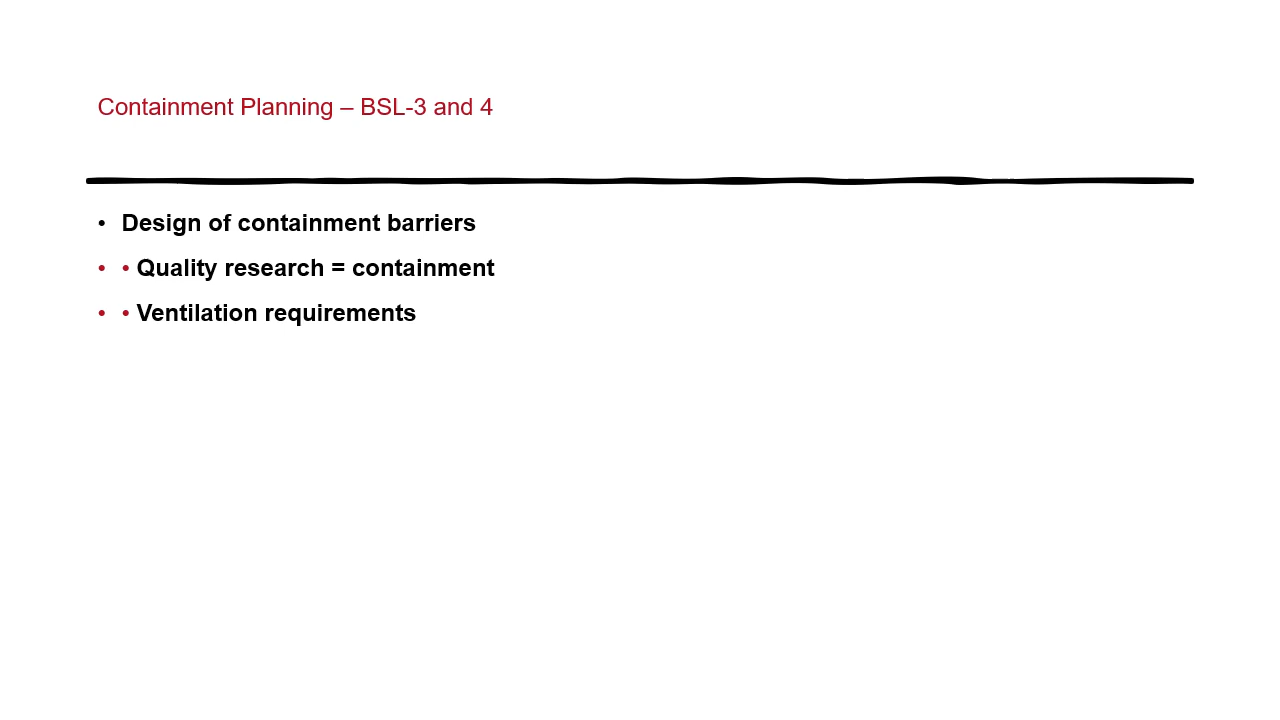 Containment Planning – BSL-3 and 4
• Design of containment barriers
• • Quality research = containment
• • Ventilation requirements